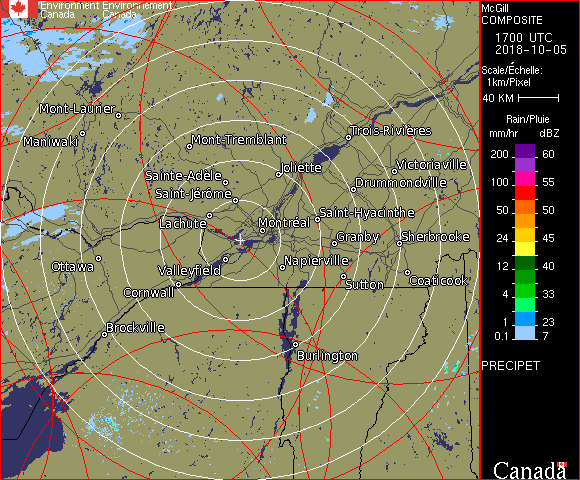 Environment Environnement
Canada Canada
McGill
COMPOSITE
1700 UTC
2018-10-05
Scale/Échelle:
1km/Pixel
40 KM
Rain/Pluie
mm/hr dBZ
200 60
100 55
50 50
24 45
12 40
4 33
1 23
0.1 7
PRECIPET
Canada
Mont-Laurier
Maniwaki
Mont-Tremblant
Trois-Rivières
Joliette
Victoriaville
Sainte-Adèle
Drummondville
Saint-Jérôme
Lachute
Montréal
Saint-Hyacinthe
Granby
Sherbrooke
Ottawa
Valleyfield
Napierville
Cornwall
Sutton
Coaticook
Brockville
Burlington